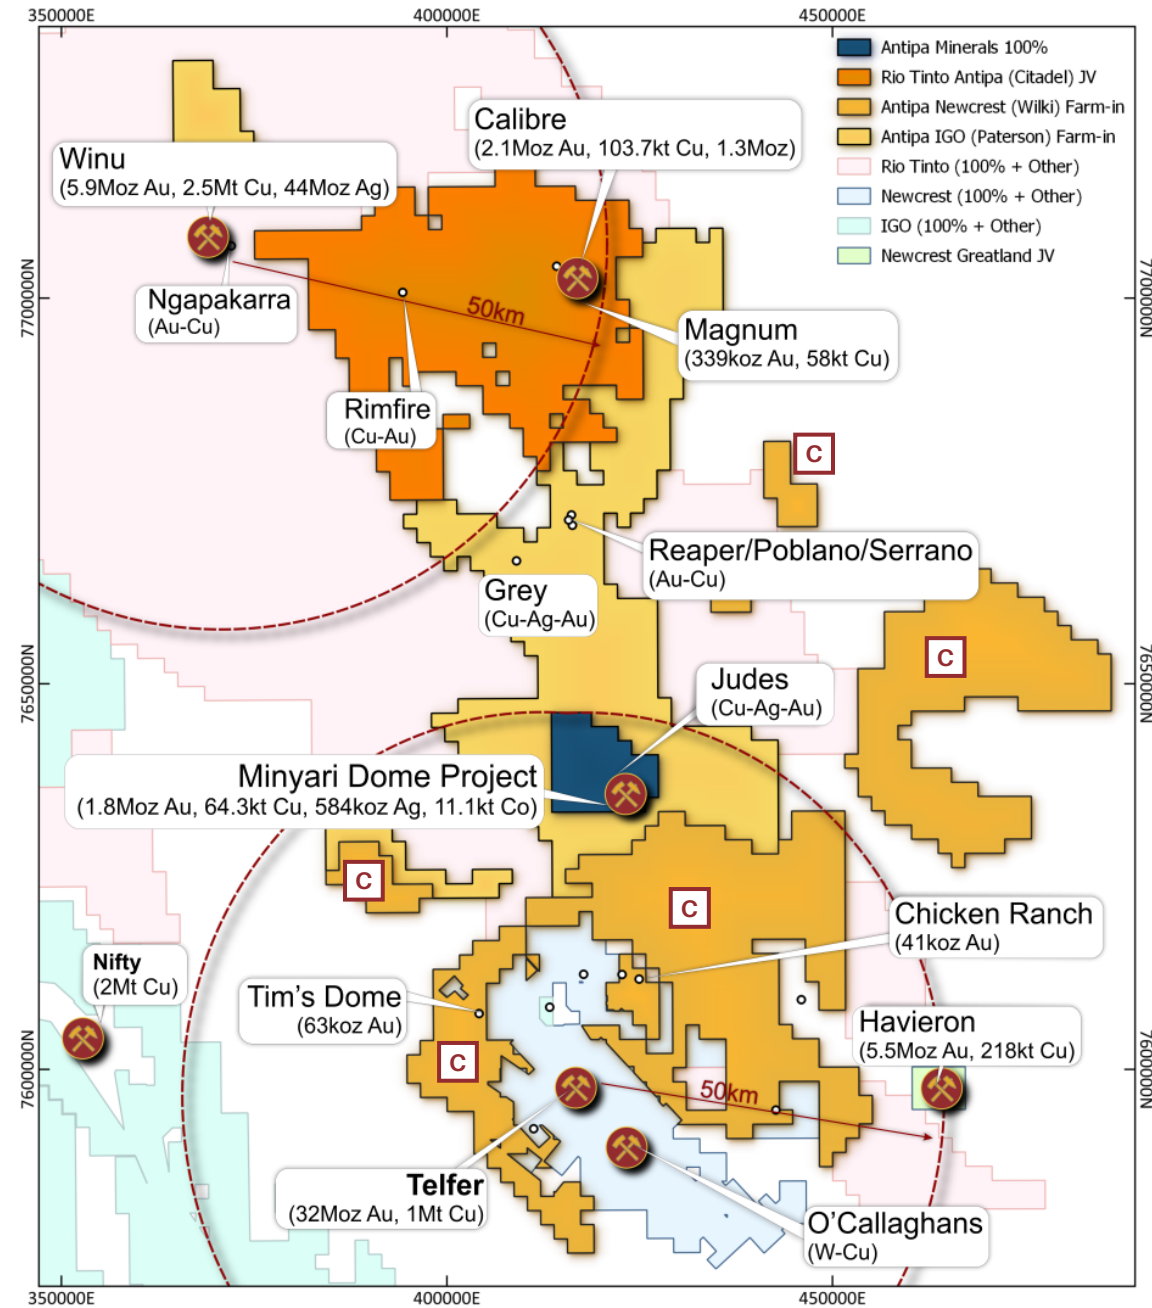 350000E
400000E
450000E
Antipa Minerals 100%
Rio Tinto Antipa (Citadel) JV
Antipa Newcrest (Wilki) Farm-in
Antipa IGO (Paterson) Farm-in
Rio Tinto (100% + Other)
Newcrest (100% + Other)
IGO (100% + Other)
Newcrest Greatland JV
Calibre
(2.1Moz Au, 103.7kt Cu, 1.3Moz)
Winu
(5.9Moz Au, 2.5Mt Cu, 44Moz Ag)
Ngapakarra
(Au-Cu)
7700000N
7700000N
50km
Magnum
(339koz Au, 58kt Cu)
Rimfire
(Cu-Au)
C
Reaper/Poblano/Serrano
(Au-Cu)
Grey
(Cu-Ag-Au)
C
7650000N
7650000N
Judes
(Cu-Ag-Au)
Minyari Dome Project
(1.8Moz Au, 64.3kt Cu, 584koz Ag, 11.1kt Co)
C
C
Chicken Ranch
(41koz Au)
Nifty
(2Mt Cu)
Tim's Dome
(63koz Au)
Havieron
(5.5Moz Au, 218kt Cu)
C
7600000N
7600000N
50km
Telfer
(32Moz Au, 1Mt Cu)
O'Callaghans
(W-Cu)
350000E
400000E
450000E